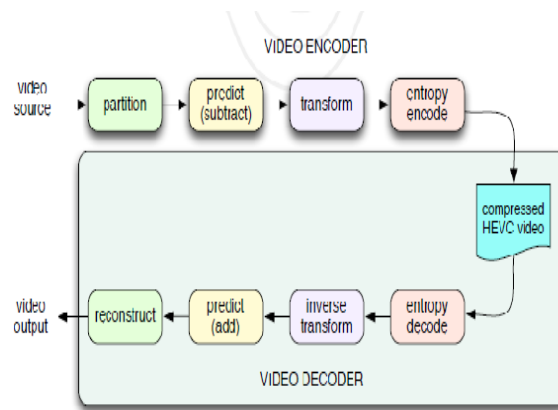 VIDEO ENCODER
video
source
partition
predict
(subtract)
transform
entropy
encode
compressed
HEVC video
video
output
reconstruct
predict
(add)
inverse
transform
entropy
decode
VIDEO DECODER